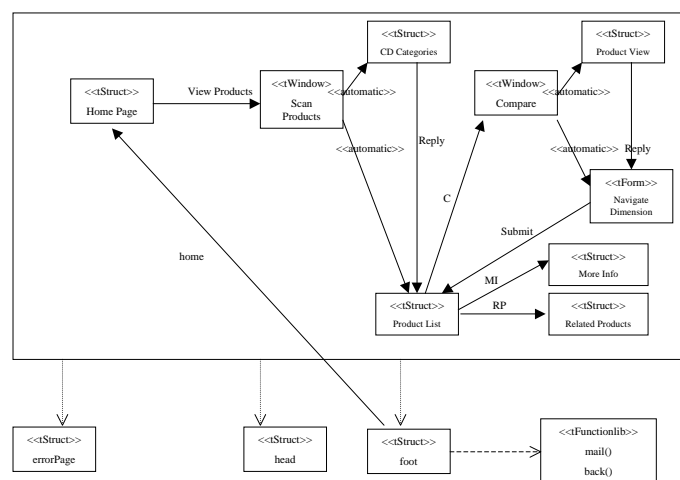 <<tStruct>>
CD Categories
<<tStruct>>
Product View
<<tStruct>>
Home Page
View Products
<<tWindow>>
Scan
Products
<<automatic>>
<<tWindow>>
Compare
<<automatic>>
<<automatic>>
Reply
<<automatic>>
Reply
<<tForm>>
Navigate
Dimension
C
Submit
home
<<tStruct>>
More Info
MI
<<tStruct>>
Product List
RP
<<tStruct>>
Related Products
<<tStruct>>
errorPage
<<tStruct>>
head
<<tStruct>>
foot
<<tFunctionlib>>
mail()
back()